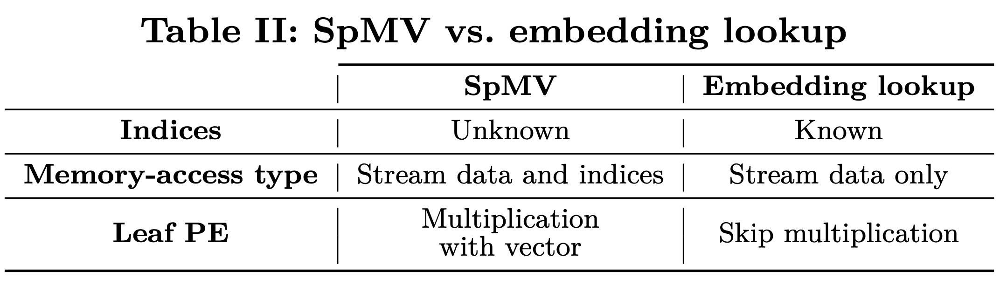 Table II: SpMV vs. embedding lookup
SpMV Embedding lookup
Indices Unknown Known
Memory-access type Stream data and indices Stream data only
Leaf PE Multiplication with vector Skip multiplication